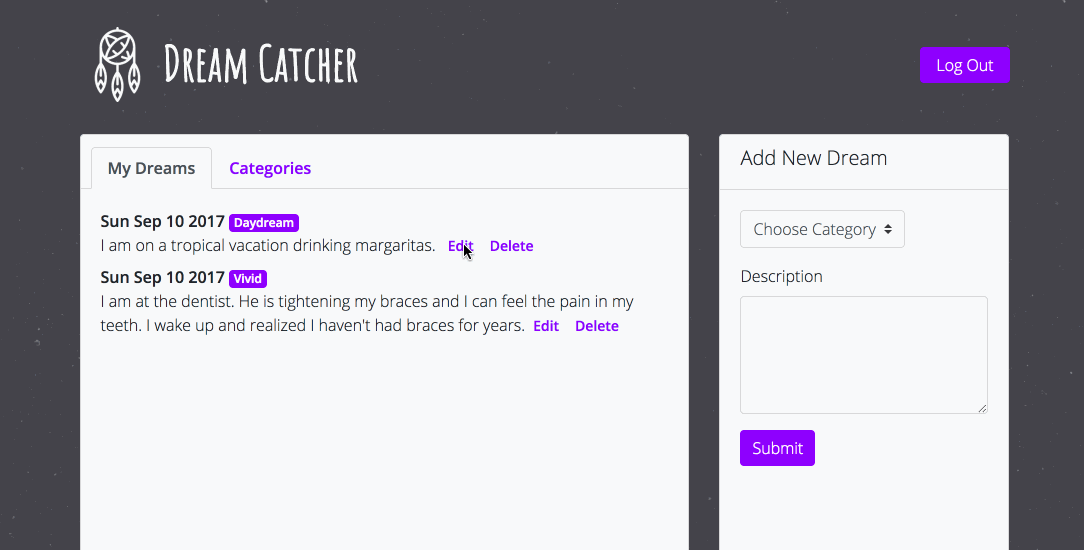 Dream Catcher
Log Out
My Dreams
Categories
Sun Sep 10 2017 Daydream
I am on a tropical vacation drinking margaritas. Edit Delete
Sun Sep 10 2017 Vivid
I am at the dentist. He is tightening my braces and I can feel the pain in my
teeth. I wake up and realized I haven't had braces for years. Edit Delete
Add New Dream
Choose Category
Description
Submit